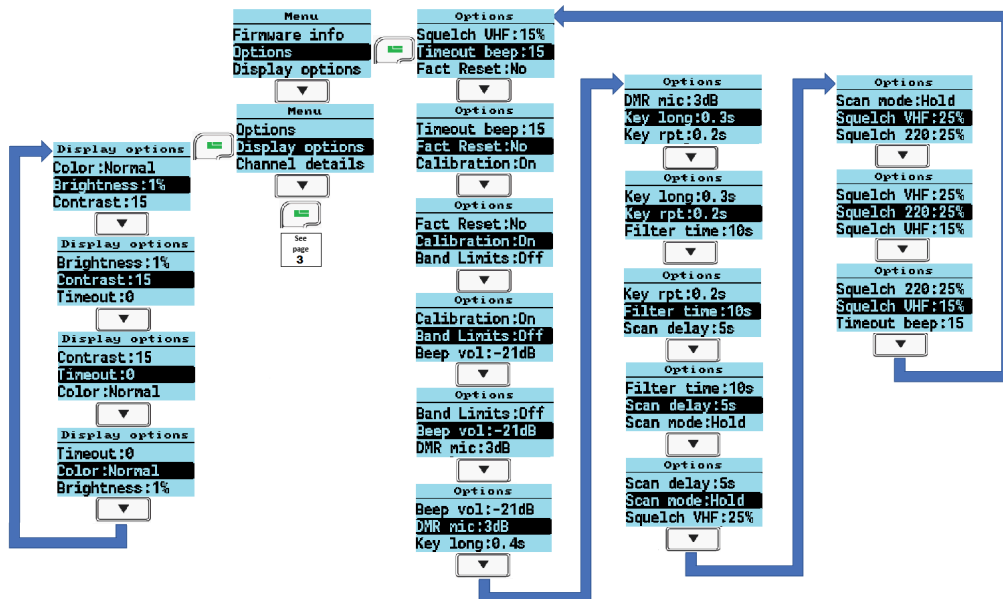 Menu
Firmware info
Options
Display options
Menu
Options
Display options
Channel details
See
page
3
Display options
Color:Normal
Brightness:1%
Contrast:15
Display options
Brightness:1%
Contrast:15
Timeout:0
Display options
Contrast:15
Timeout:0
Color:Normal
Display options
Timeout:0
Color:Normal
Brightness:1%
Options
Squelch VHF:15%
Timeout beep:15
Fact Reset:No
Options
Timeout beep:15
Fact Reset:No
Calibration:On
Options
Fact Reset:No
Calibration:On
Band Limits:Off
Options
Calibration:On
Band Limits:Off
Beep vol:-21dB
Options
Band Limits:Off
Beep vol:-21dB
DMR mic:3dB
Options
Beep vol:-21dB
DMR mic:3dB
Key long:0.4s
Options
DMR mic:3dB
Key long:0.3s
Key rpt:0.2s
Options
Key long:0.3s
Key rpt:0.2s
Filter time:10s
Options
Key rpt:0.2s
Filter time:10s
Scan delay:5s
Options
Filter time:10s
Scan delay:5s
Scan mode:Hold
Options
Scan delay:5s
Scan mode:Hold
Squelch VHF:25%
Options
Scan mode:Hold
Squelch VHF:25%
Squelch 220:25%
Options
Squelch VHF:25%
Squelch 220:25%
Squelch VHF:15%
Options
Squelch 220:25%
Squelch VHF:15%
Timeout beep:15